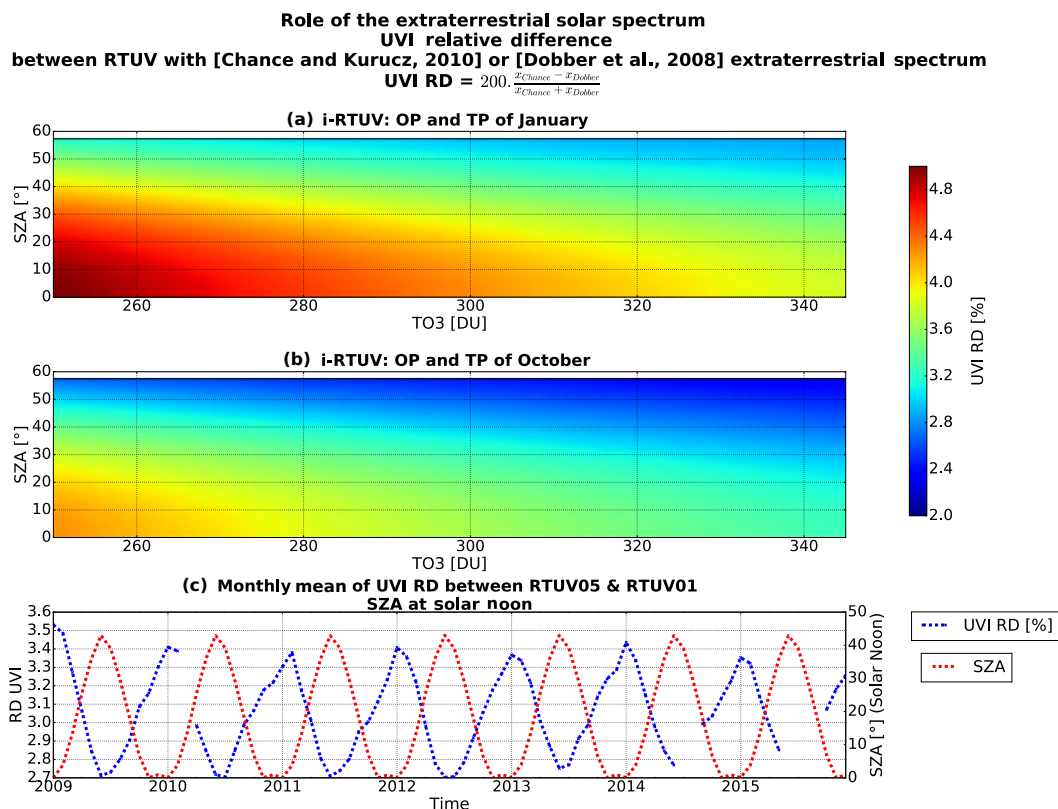 Role of the extraterrestrial solar spectrum
UVI relative difference
between RTUV with [Chance and Kurucz, 2010] or [Dobber et al., 2008] extraterrestrial spectrum
UVI RD = 200. (x_Chance − x_Dobber)/(x_Chance + x_Dobber)
(a) i-RTUV: OP and TP of January
60
50
40
30
20
10
0
SZA [°]
260 280 300 320 340
TO3 [DU]
(b) i-RTUV: OP and TP of October
60
50
40
30
20
10
0
SZA [°]
260 280 300 320 340
TO3 [DU]
4.8
4.4
4.0
3.6
3.2
2.8
2.4
2.0
UVI RD [%]
(c) Monthly mean of UVI RD between RTUV05 & RTUV01
SZA at solar noon
3.6
3.5
3.4
3.3
3.2
3.1
3.0
2.9
2.8
2.7
RD UVI
50
40
30
20
10
0
SZA [°] (Solar Noon)
2009 2010 2011 2012 2013 2014 2015
Time
UVI RD [%]
SZA